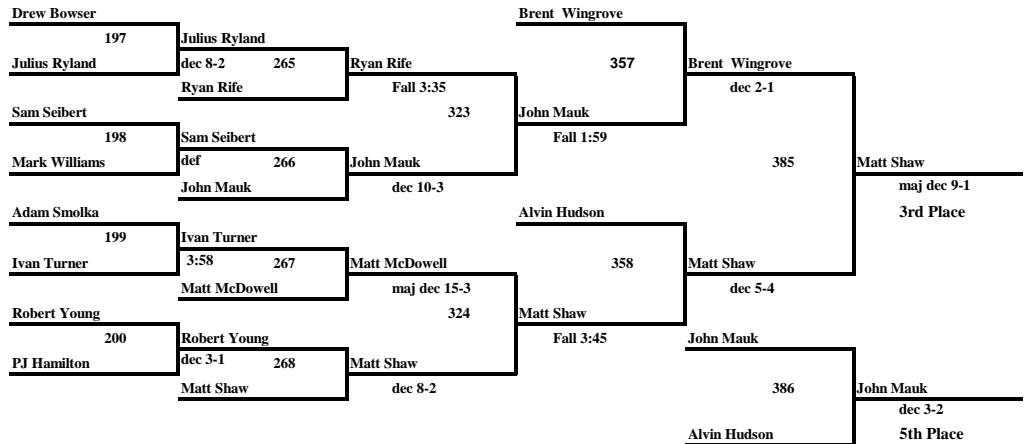 Drew Bowser
197
Julius Ryland
Julius Ryland
dec 8-2
265
Ryan Rife
Ryan Rife
Fall 3:35
323
Sam Seibert
198
Mark Williams
Sam Seibert
def
266
John Mauk
John Mauk
dec 10-3
Adam Smolka
199
Ivan Turner
Ivan Turner
3:58
267
Matt McDowell
Matt McDowell
maj dec 15-3
324
Robert Young
200
PJ Hamilton
Robert Young
dec 3-1
268
Matt Shaw
Matt Shaw
dec 8-2
Brent Wingrove
357
John Mauk
Fall 1:59
Brent Wingrove
dec 2-1
385
Alvin Hudson
358
Matt Shaw
Fall 3:45
Matt Shaw
dec 5-4
Matt Shaw
maj dec 9-1
3rd Place
John Mauk
386
Alvin Hudson
John Mauk
dec 3-2
5th Place